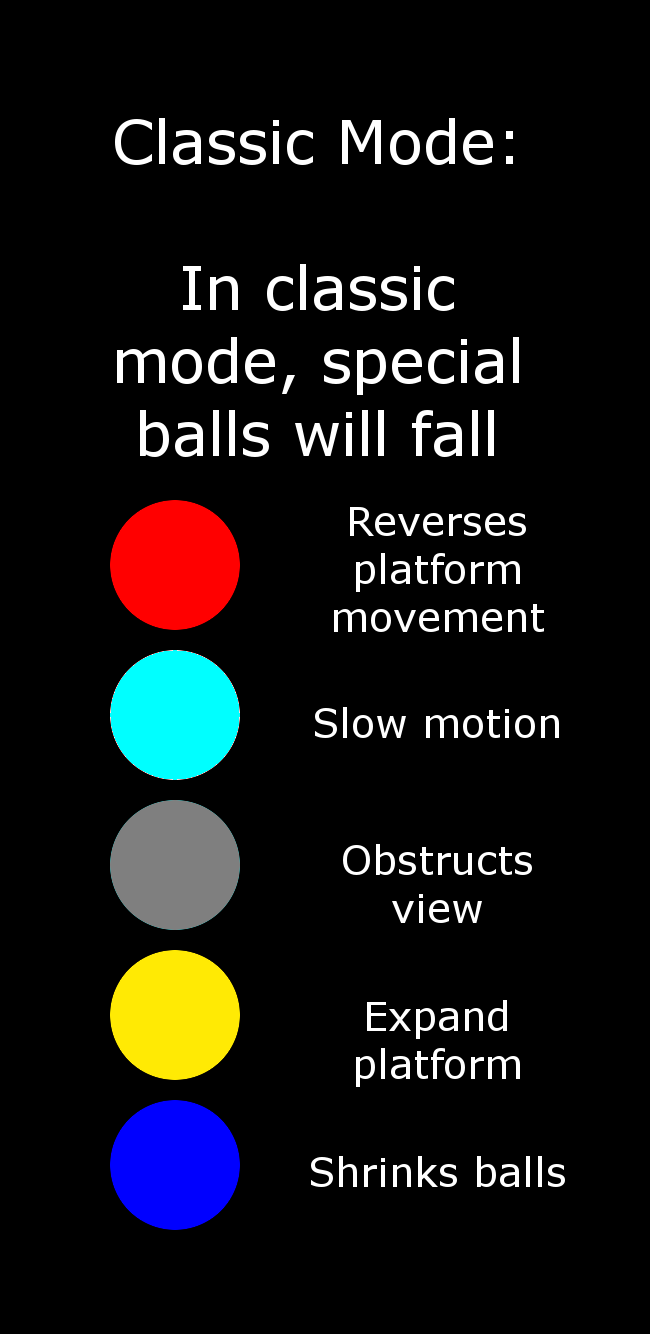 Classic Mode:
In classic
mode, special
balls will fall
Reverses
platform
movement
Slow motion
Obstructs
view
Expand
platform
Shrinks balls